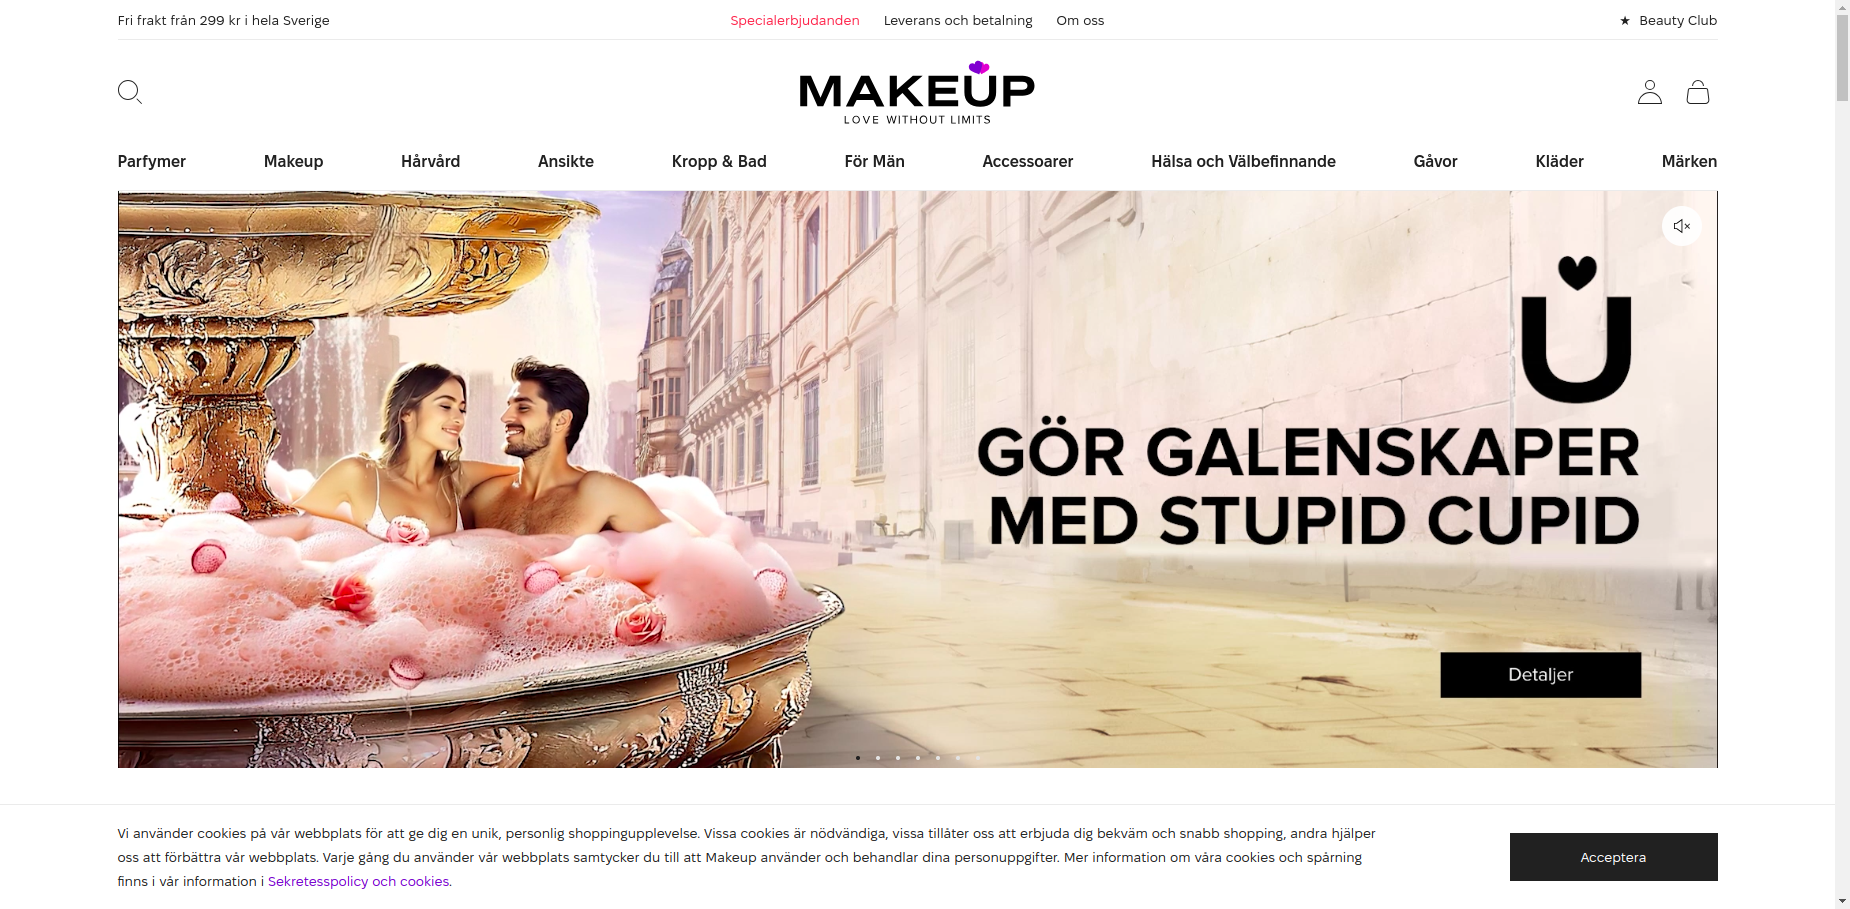 Fri frakt från 299 kr i hela Sverige
Specialerbjudanden
Leverans och betalning
Om oss
★ Beauty Club
MAKEUP
LOVE WITHOUT LIMITS
Parfymer
Makeup
Hårvård
Ansikte
Kropp & Bad
För Män
Accessoarer
Hälsa och Välbefinnande
Gåvor
Kläder
Märken
U
GÖR GALENSKAPER
MED STUPID CUPID
Detaljer
Vi använder cookies på vår webbplats för att ge dig en unik, personlig shoppingupplevelse. Vissa cookies är nödvändiga, vissa tillåter oss att erbjuda dig bekväm och snabb shopping, andra hjälper
oss att förbättra vår webbplats. Varje gång du använder vår webbplats samtycker du till att Makeup använder och behandlar dina personuppgifter. Mer information om våra cookies och spårning
finns i vår information i Sekretesspolicy och cookies.
Acceptera